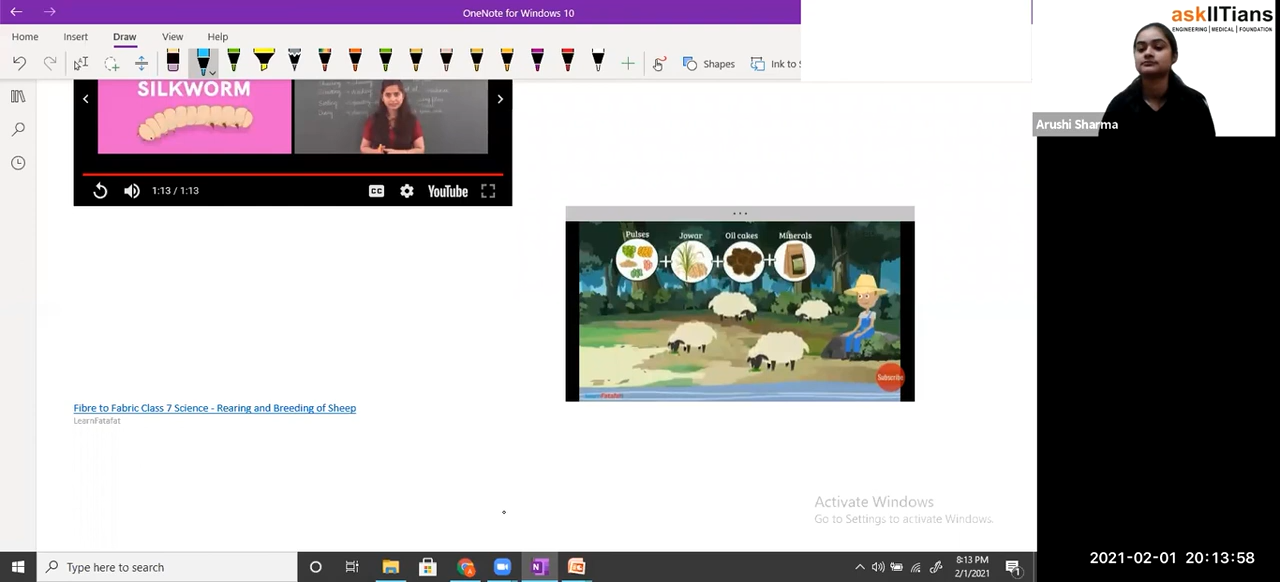 OneNote for Windows 10
askIITians
ENGINEERING | MEDICAL | FOUNDATION
Home Insert Draw View Help
Shapes
Ink to S
Arushi Sharma
SILKWORM
1:13 / 1:13
CC
YouTube
Pulses Jowar Oil cakes Minerals
+ + +
Subscribe
LearnFatafat
Fibre to Fabric Class 7 Science - Rearing and Breeding of Sheep
LearnFatafat
Activate Windows
Go to Settings to activate Windows.
Type here to search
8:13 PM
2/1/2021
1
2021-02-01 20:13:58